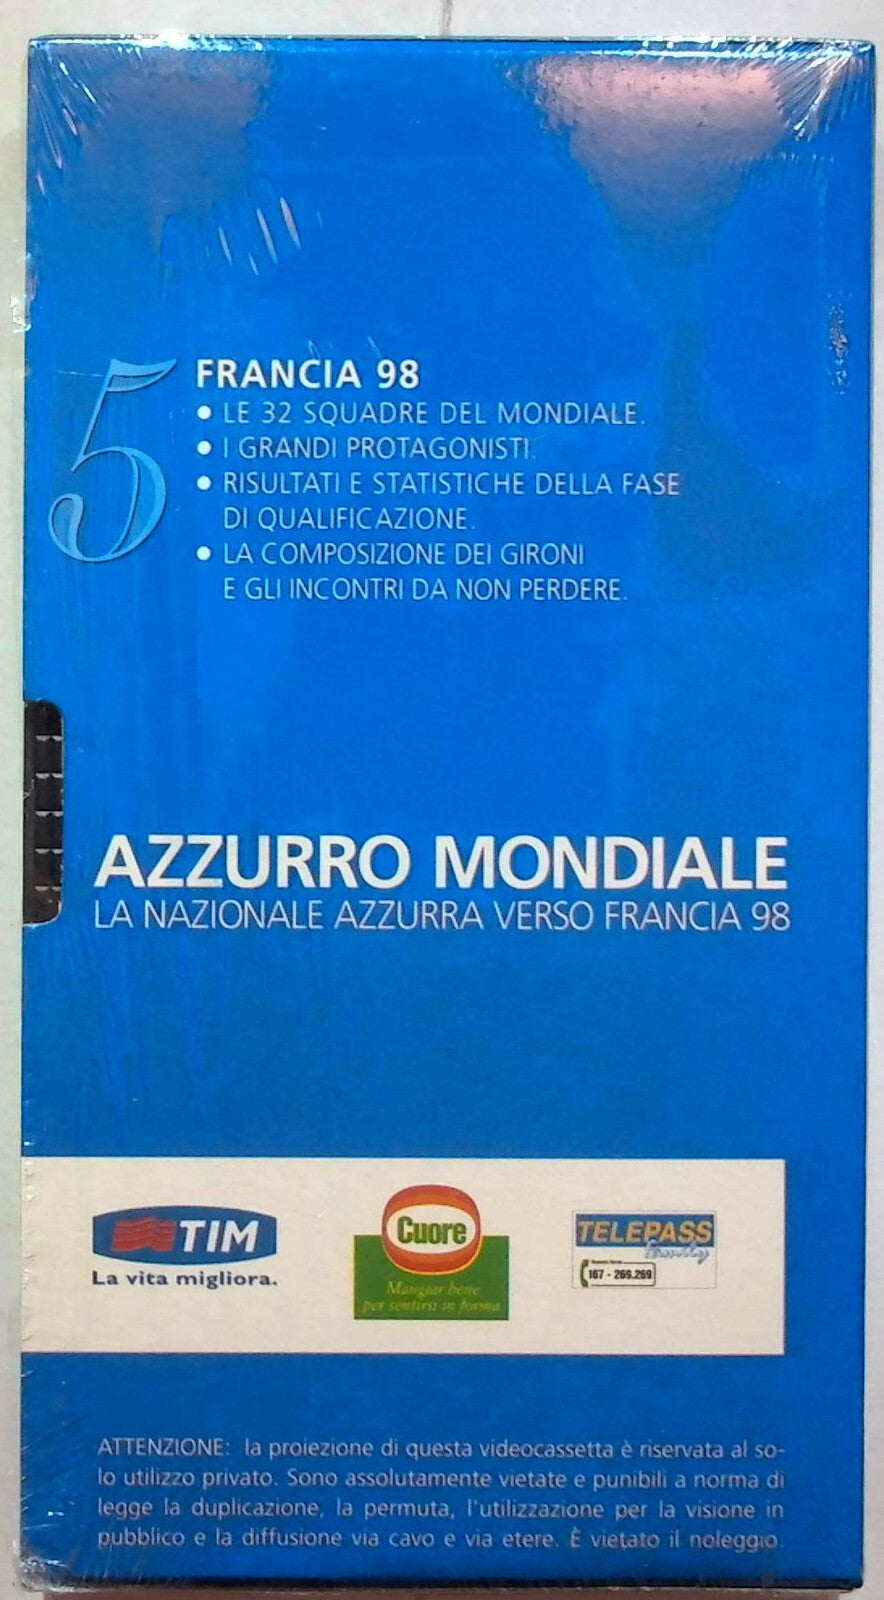 5
FRANCIA 98
• LE 32 SQUADRE DEL MONDIALE.
• I GRANDI PROTAGONISTI.
• RISULTATI E STATISTICHE DELLA FASE
DI QUALIFICAZIONE.
• LA COMPOSIZIONE DEI GIRONI
E GLI INCONTRI DA NON PERDERE.
AZZURRO MONDIALE
LA NAZIONALE AZZURRA VERSO FRANCIA 98
TIM
La vita migliora.
Cuore
Mangiar bene
per sentirsi in forma
TELEPASS
family
167 - 269.269
ATTENZIONE: la proiezione di questa videocassetta è riservata al so-
lo utilizzo privato. Sono assolutamente vietate e punibili a norma di
legge la duplicazione, la permuta, l'utilizzazione per la visione in
pubblico e la diffusione via cavo e via etere. È vietato il noleggio.